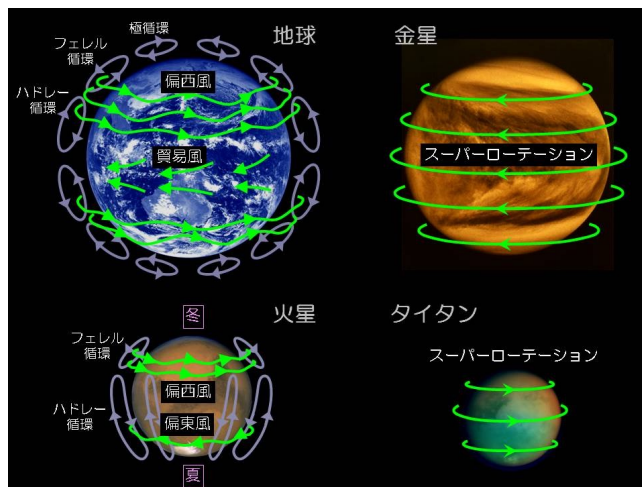 極循環
地球
金星
フェレル
循環
ハドレー
循環
偏西風
貿易風
スーパーローテーション
冬
火星
タイタン
フェレル
循環
スーパーローテーション
偏西風
ハドレー
循環
偏東風
夏